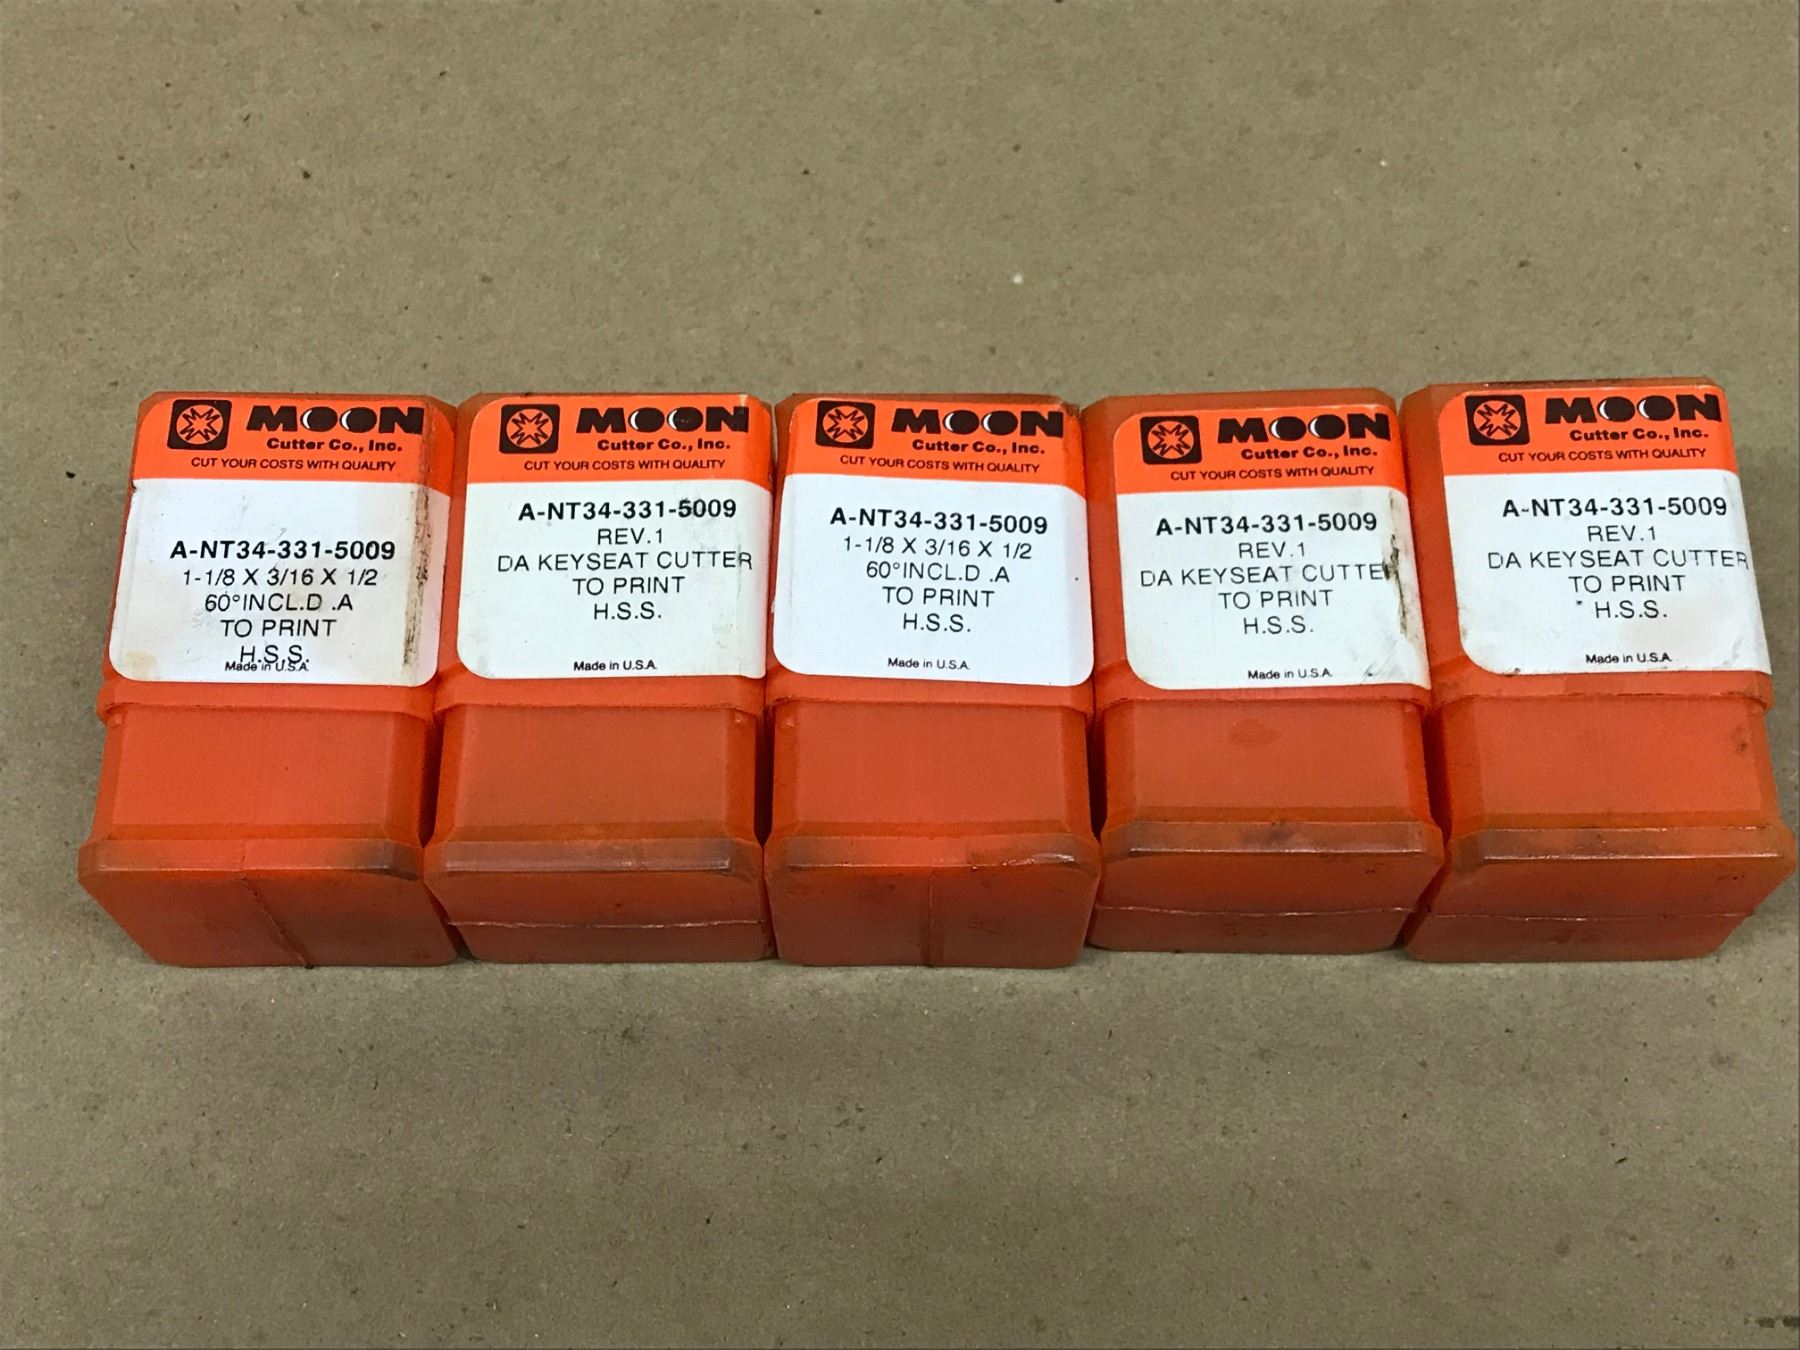 MOON
Cutter Co., Inc.
CUT YOUR COSTS WITH QUALITY
A-NT34-331-5009
1-1/8 X 3/16 X 1/2
60°INCL.D .A
TO PRINT
H.S.S.
Made in U.S.A.
MOON
Cutter Co., Inc.
CUT YOUR COSTS WITH QUALITY
A-NT34-331-5009
REV.1
DA KEYSEAT CUTTER
TO PRINT
H.S.S.
Made in U.S.A.
MOON
Cutter Co., Inc.
CUT YOUR COSTS WITH QUALITY
A-NT34-331-5009
1-1/8 X 3/16 X 1/2
60°INCL.D .A
TO PRINT
H.S.S.
Made in U.S.A.
MOON
Cutter Co., Inc.
CUT YOUR COSTS WITH QUALITY
A-NT34-331-5009
REV.1
DA KEYSEAT CUTTER
TO PRINT
H.S.S.
Made in U.S.A.
MOON
Cutter Co., Inc.
CUT YOUR COSTS WITH QUALITY
A-NT34-331-5009
REV.1
DA KEYSEAT CUTTER
TO PRINT
H.S.S.
Made in U.S.A.